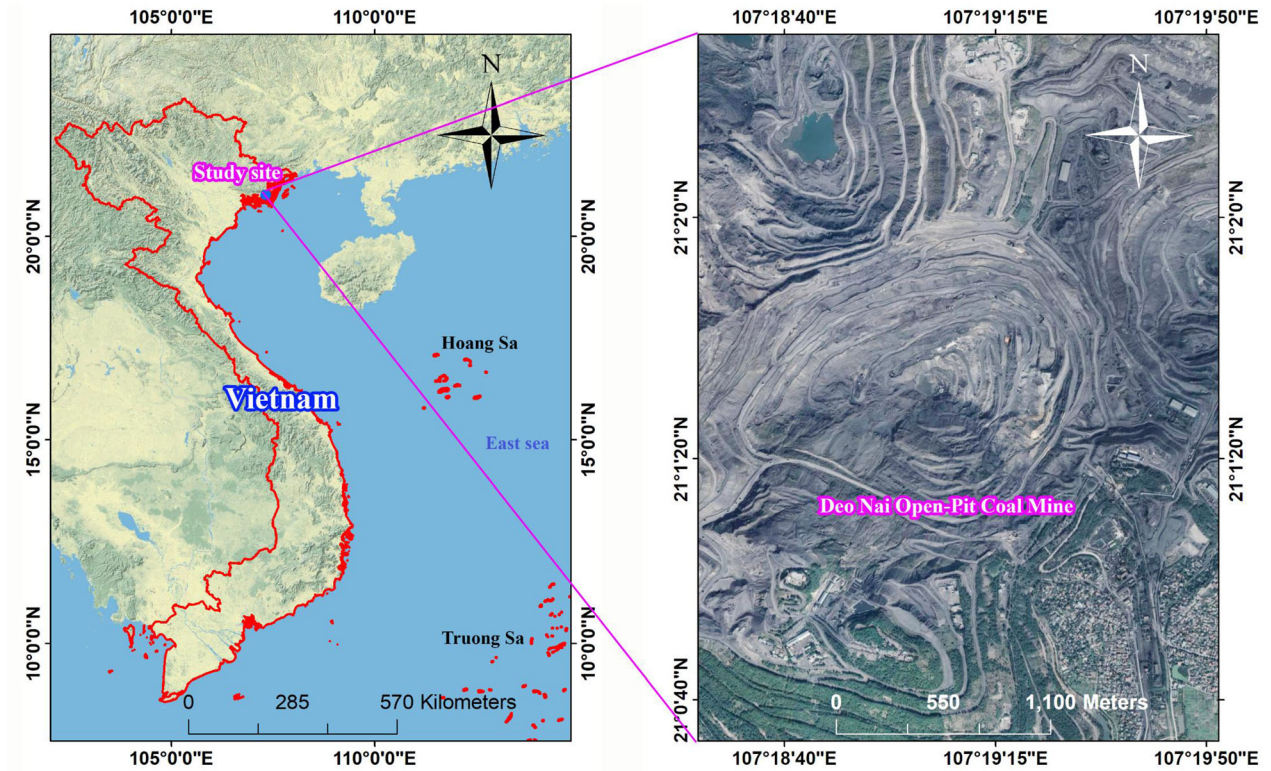 105°0'0"E
110°0'0"E
107°18'40"E
107°19'15"E
107°19'50"E
N
N
Study site
20°0'0"N
20°0'0"N
21°2'0"N
21°2'0"N
Hoang Sa
Vietnam
East sea
15°0'0"N
15°0'0"N
21°1'20"N
21°1'20"N
Deo Nai Open-Pit Coal Mine
Truong Sa
10°0'0"N
10°0'0"N
21°0'40"N
21°0'40"N
0 285 570 Kilometers
0 550 1,100 Meters
105°0'0"E
110°0'0"E
107°18'40"E
107°19'15"E
107°19'50"E